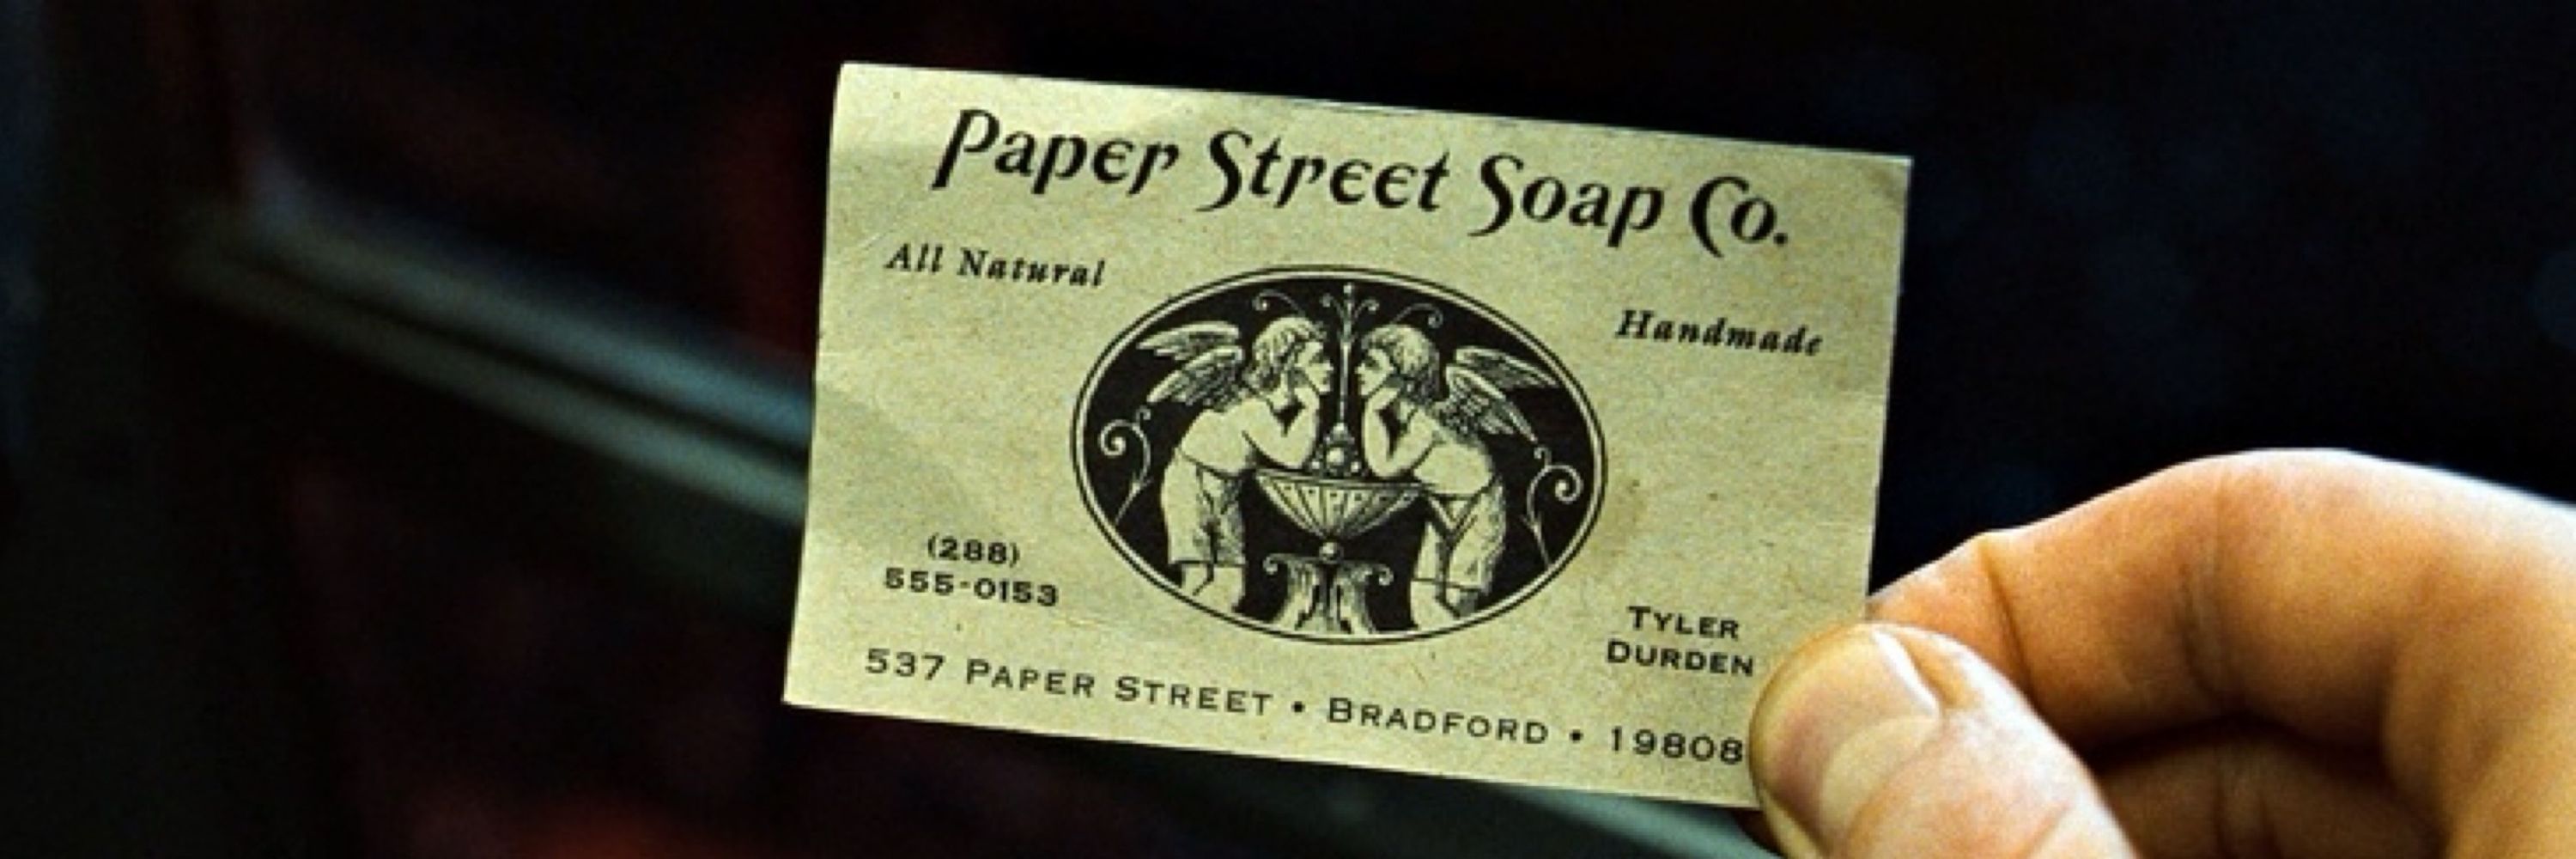 Paper Street Soap Co.
All Natural
Handmade
(288)
555-0153
TYLER
DURDEN
537 PAPER STREET • BRADFORD • 19808